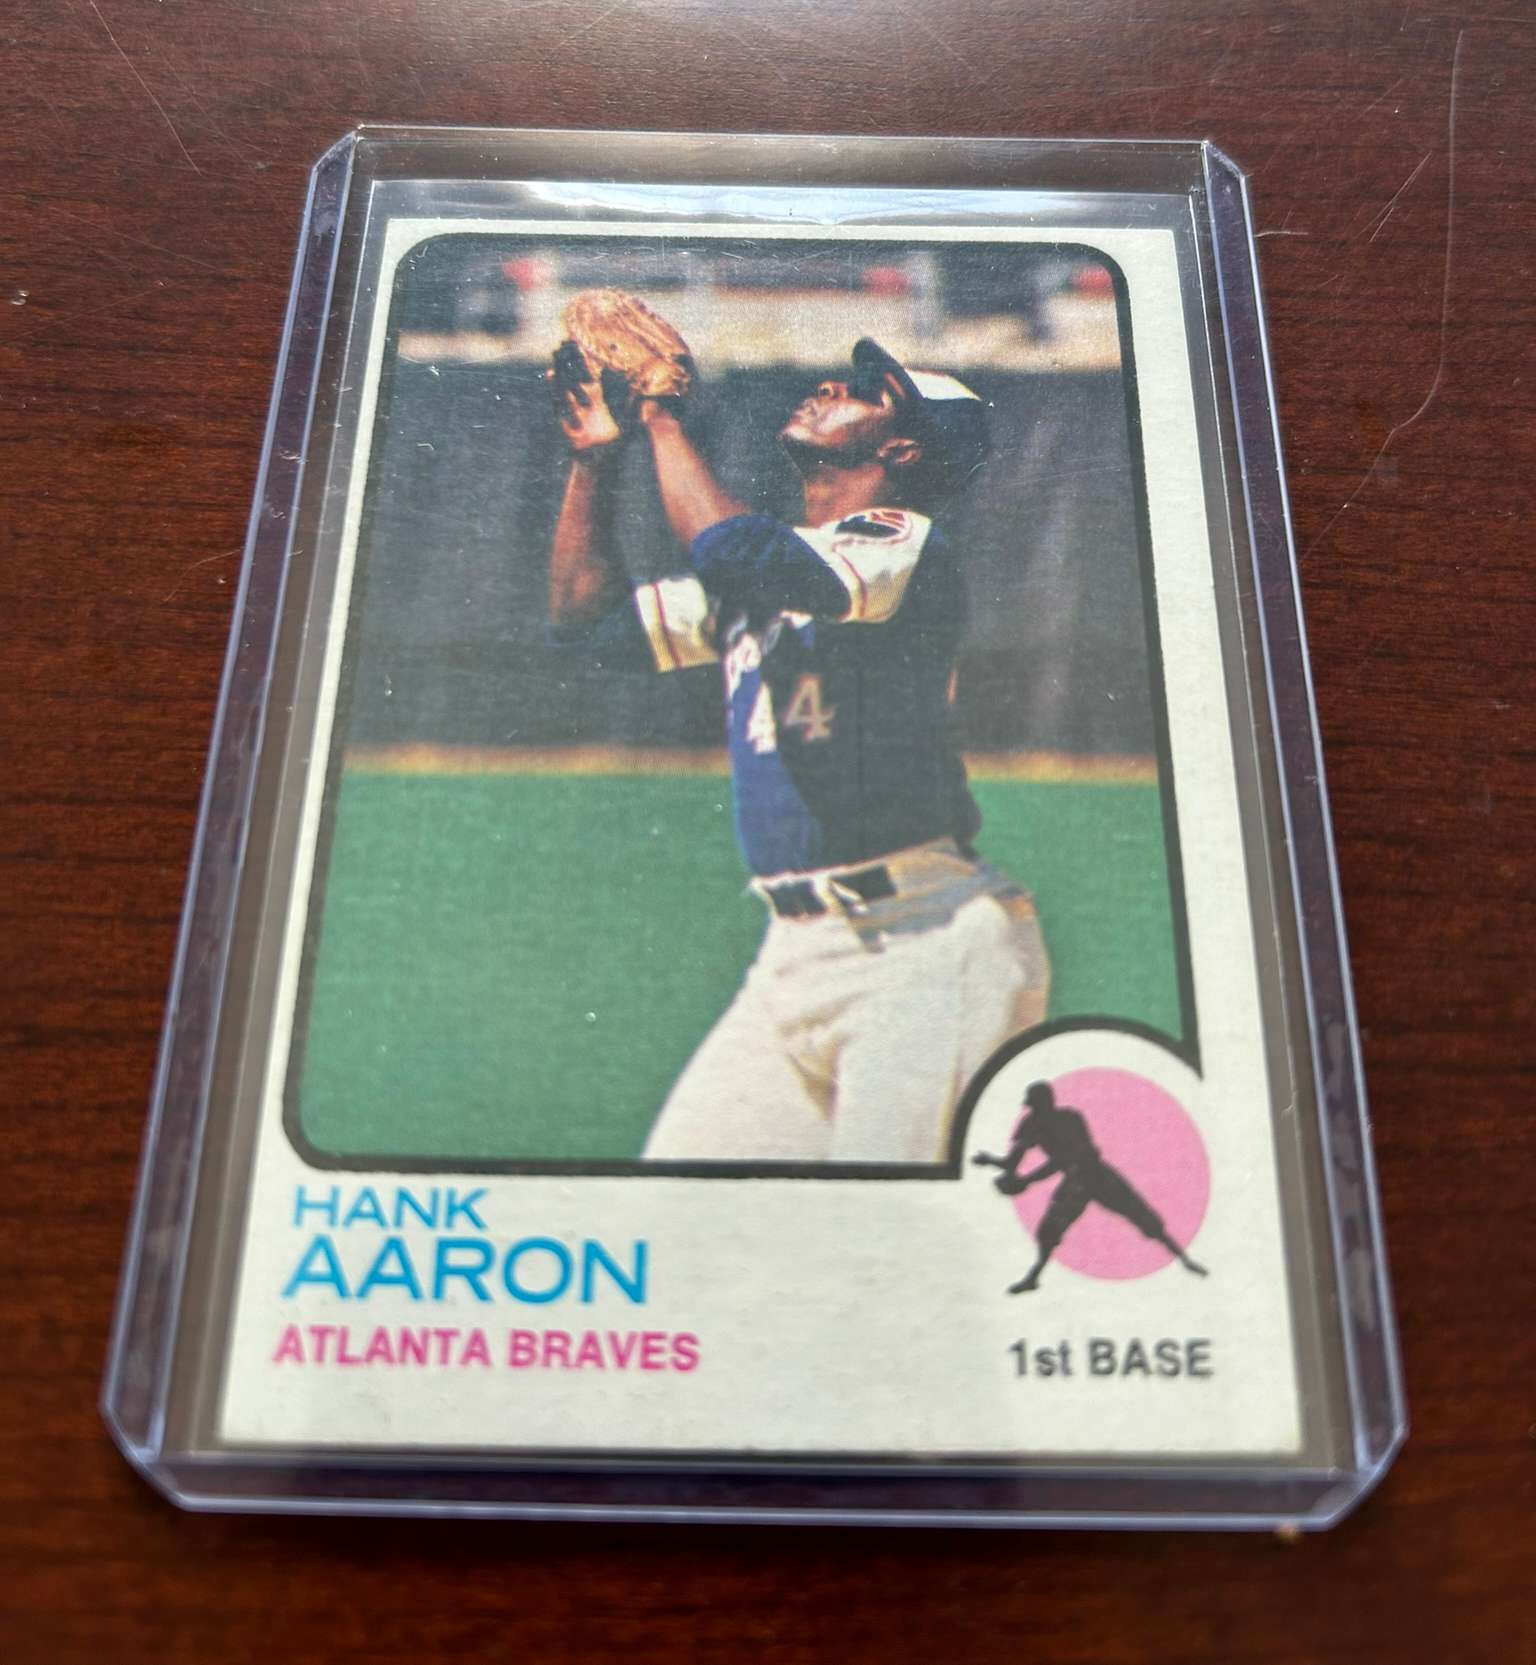 44
HANK
AARON
ATLANTA BRAVES
1st BASE